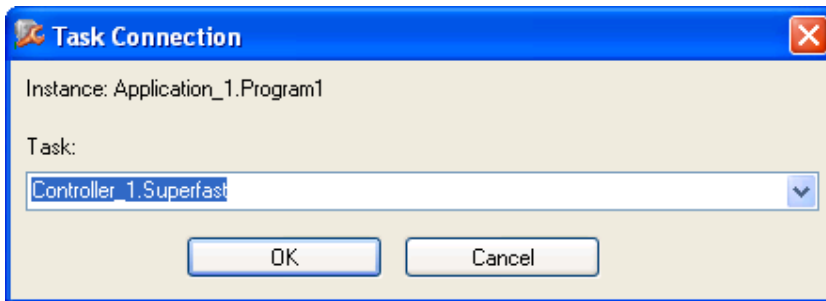 Task Connection
Instance: Application_1.Program1
Task:
Controller_1.Superfast
OK Cancel